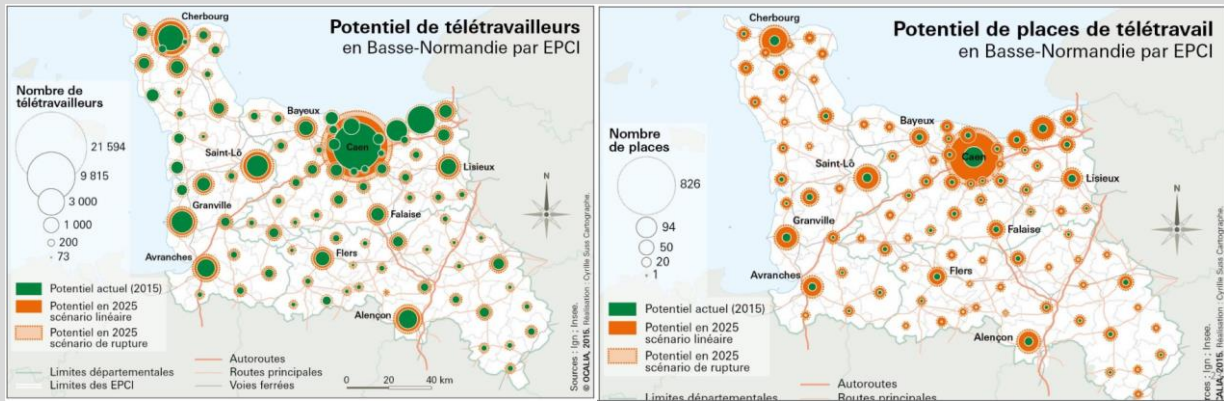 Potentiel de télétravailleurs
en Basse-Normandie par EPCI
Cherbourg
Nombre de
télétravailleurs
21 594
9 815
3 000
1 000
200
73
Bayeux
Caen
Saint-Lô
Lisieux
Granville
Falaise
Avranches
Flers
Alençon
N
Potentiel actuel (2015)
Potentiel en 2025
scénario linéaire
Potentiel en 2025
scénario de rupture
Limites départementales
Limites des EPCI
Autoroutes
Routes principales
Voies ferrées
0 20 40 km
Sources : Ign ; Insee.
© OCALIA, 2015. Réalisation : Cyrille Suss Cartographe.
Potentiel de places de télétravail
en Basse-Normandie par EPCI
Cherbourg
Nombre
de places
826
94
50
20
1
Bayeux
Caen
Saint-Lô
Lisieux
Granville
Falaise
Avranches
Flers
Alençon
N
Potentiel actuel (2015)
Potentiel en 2025
scénario linéaire
Potentiel en 2025
scénario de rupture
Limites départementales
Autoroutes
Routes principales
rces : Ign ; Insee.
CALIA, 2015. Réalisation : Cyrille Suss Cartographe.